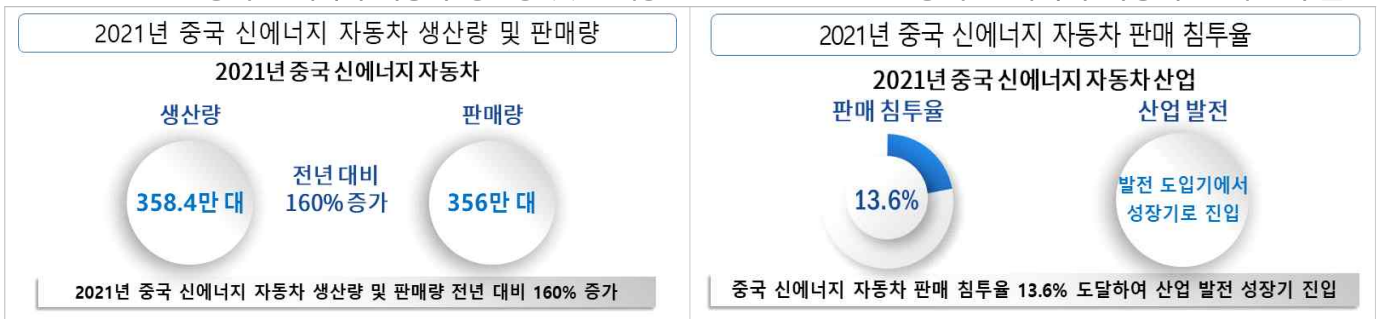 2021년 중국 신에너지 자동차 생산량 및 판매량
2021년 중국 신에너지 자동차
생산량
판매량
358.4만 대
전년 대비
160% 증가
356만 대
2021년 중국 신에너지 자동차 생산량 및 판매량 전년 대비 160% 증가
2021년 중국 신에너지 자동차 판매 침투율
2021년 중국 신에너지 자동차 산업
판매 침투율
산업 발전
13.6%
발전 도입기에서
성장기로 진입
중국 신에너지 자동차 판매 침투율 13.6% 도달하여 산업 발전 성장기 진입